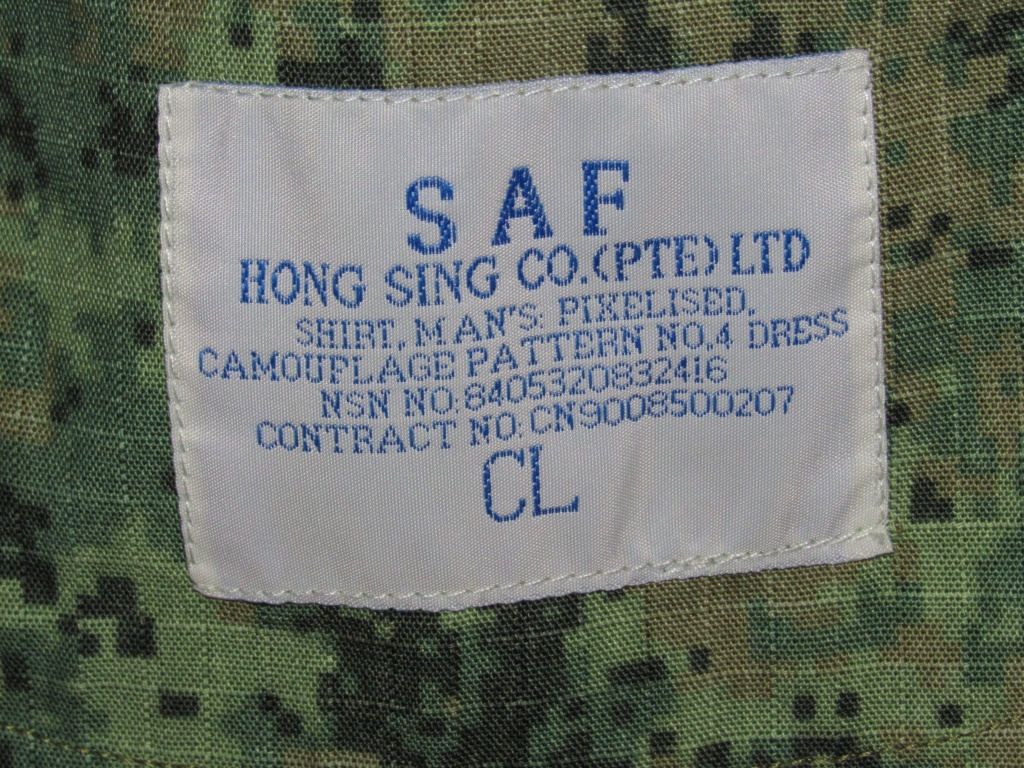 SAF
HONG SING CO.(PTE) LTD
SHIRT, MAN'S: PIXELISED,
CAMOUFLAGE PATTERN NO.4 DRESS
NSN NO: 8405320832416
CONTRACT NO: CN9008500207
CL